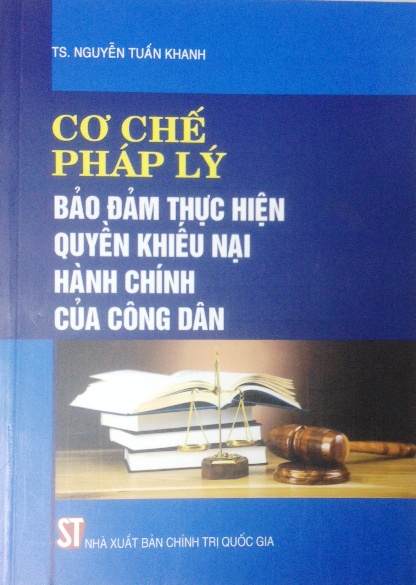 TS. NGUYỄN TUẤN KHANH
CƠ CHẾ
PHÁP LÝ
BẢO ĐẢM THỰC HIỆN
QUYỀN KHIẾU NẠI
HÀNH CHÍNH
CỦA CÔNG DÂN
ST NHÀ XUẤT BẢN CHÍNH TRỊ QUỐC GIA